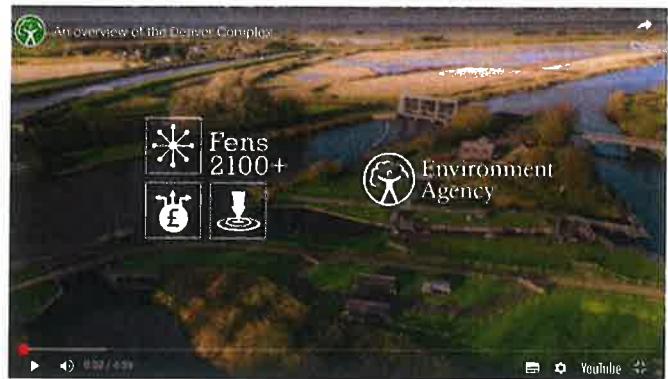 An overview of the Denver Complex
Fens
2100+
£
Environment
Agency
YouTube